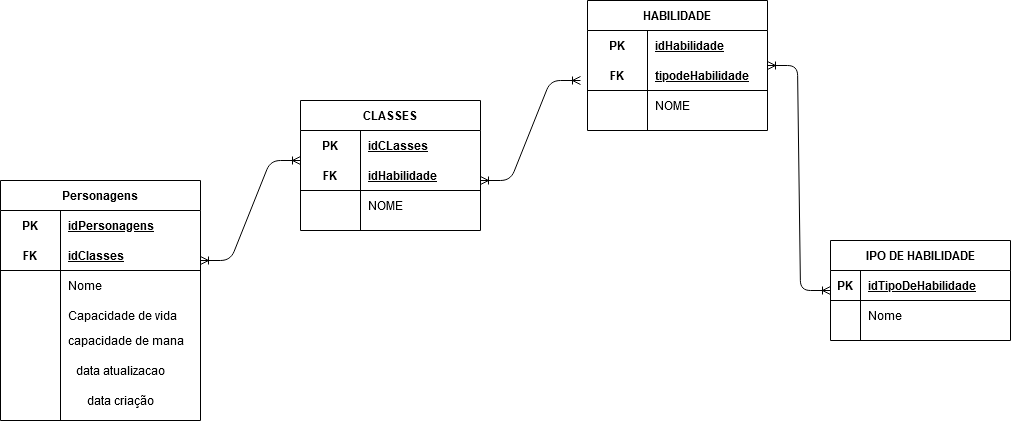 HABILIDADE
PK idHabilidade
FK tipodeHabilidade
NOME
CLASSES
PK idCLasses
FK idHabilidade
NOME
Personagens
PK idPersonagens
FK idClasses
Nome
Capacidade de vida
capacidade de mana
data atualizacao
data criação
IPO DE HABILIDADE
PK idTipoDeHabilidade
Nome